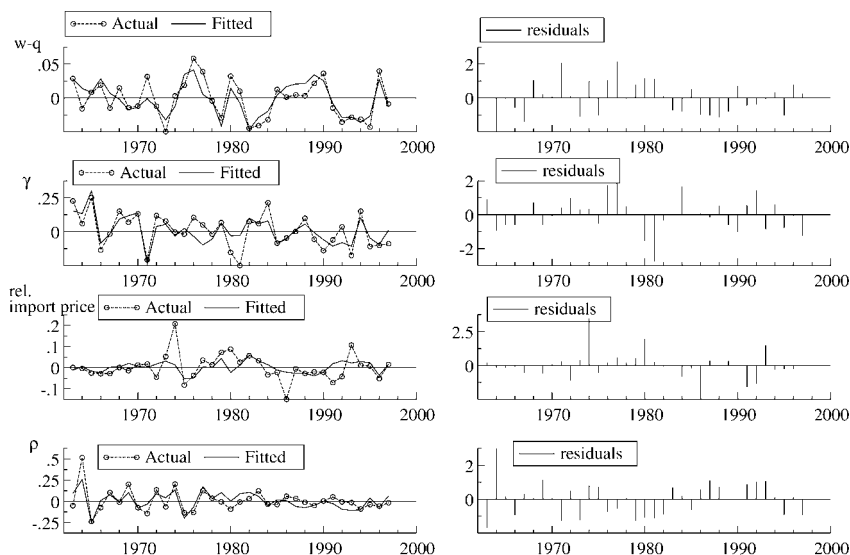 Actual Fitted
residuals
w-q
.05
0
2
0
1970 1980 1990 2000
1970 1980 1990 2000
Actual Fitted
residuals
γ
.25
0
2
0
-2
1970 1980 1990 2000
1970 1980 1990 2000
rel.
import price
Actual Fitted
residuals
.2
.1
0
-.1
2.5
0
1970 1980 1990 2000
1970 1980 1990 2000
ρ
Actual Fitted
residuals
.5
.25
0
-.25
2
0
1970 1980 1990 2000
1970 1980 1990 2000